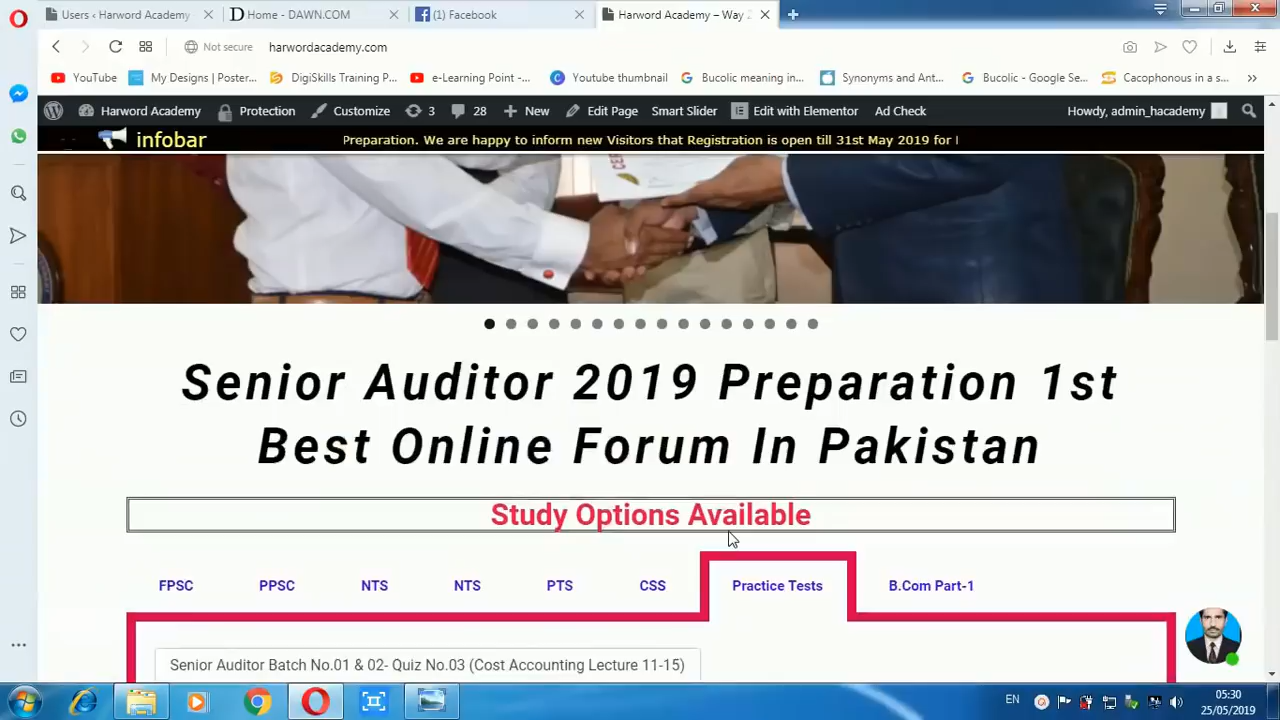 Users ‹ Harword Academy
Home - DAWN.COM
(1) Facebook
Harword Academy – Way 2
Not secure
harwordacademy.com
YouTube
My Designs | Poster...
DigiSkills Training P...
e-Learning Point -...
Youtube thumbnail
Bucolic meaning in...
Synonyms and Ant...
Bucolic - Google Se...
Cacophonous in a s...
Harword Academy
Protection
Customize
3
28
New
Edit Page
Smart Slider
Edit with Elementor
Ad Check
Howdy, admin_hacademy
infobar
Preparation. We are happy to inform new Visitors that Registration is open till 31st May 2019 for
Senior Auditor 2019 Preparation 1st
Best Online Forum In Pakistan
Study Options Available
FPSC
PPSC
NTS
NTS
PTS
CSS
Practice Tests
B.Com Part-1
Senior Auditor Batch No.01 & 02- Quiz No.03 (Cost Accounting Lecture 11-15)
EN
05:30
25/05/2019